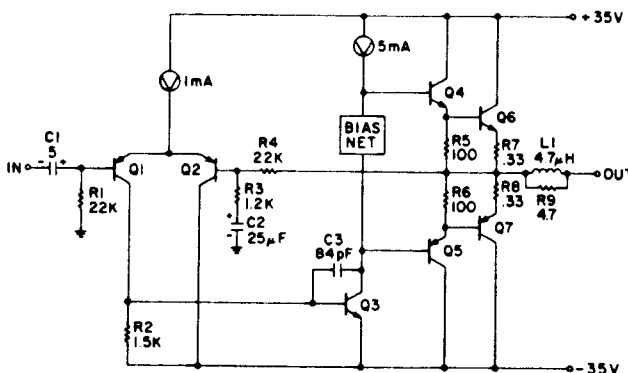 +35V
1mA
5mA
Q4
Q6
C1
5
- +
IN
Q1
Q2
R4
22K
BIAS
NET
R5
100
R7
.33
L1
4.7μH
OUT
R1
22K
R3
1.2K
+
C2
-
25μF
R6
100
R8
.33
R9
4.7
C3
84pF
Q5
Q7
Q3
R2
1.5K
-35V